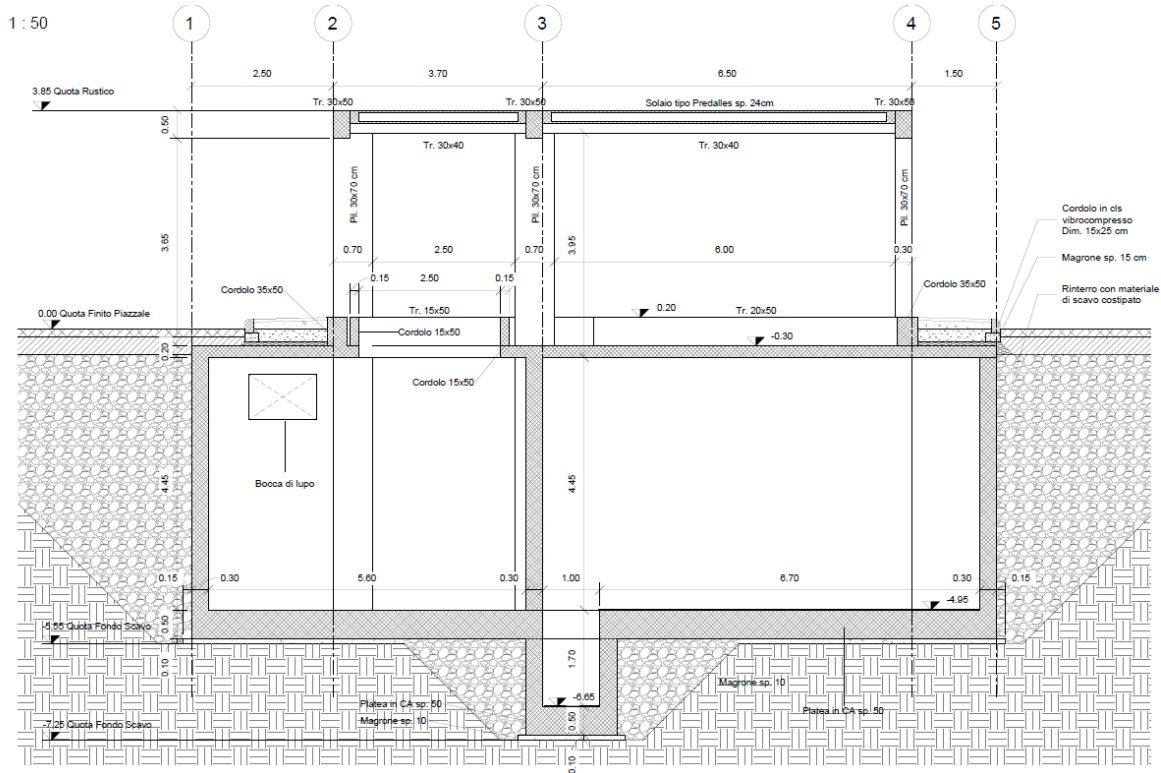 1 : 50
1
2
3
4
5
2.50
3.70
6.50
1.50
3.85 Quota Rustico
Tr. 30x50
Tr. 30x50
Solaio tipo Predalles sp. 24cm
Tr. 30x50
0.50
Tr. 30x40
Tr. 30x40
Pil. 30x70 cm
Pil. 30x70 cm
Pil. 30x70 cm
3.65
3.95
Cordolo in cls
vibrocompresso
Dim. 15x25 cm
0.70
2.50
0.70
6.00
0.30
Magrone sp. 15 cm
0.15
2.50
0.15
Cordolo 35x50
Cordolo 35x50
Rinterro con materiale
di scavo costipato
0.00 Quota Finito Piazzale
Tr. 15x50
0.20
Tr. 20x50
Cordolo 15x50
-0.30
0.20
Cordolo 15x50
4.45
4.45
Bocca di lupo
0.15
0.30
5.60
0.30
1.00
6.70
0.30
0.15
-4.95
0.50
-5.55 Quota Fondo Scavo
0.10
1.70
Magrone sp. 10
-6.65
Platea in CA sp. 50
Platea in CA sp. 50
Magrone sp. 10
0.50
-7.25 Quota Fondo Scavo
0.10